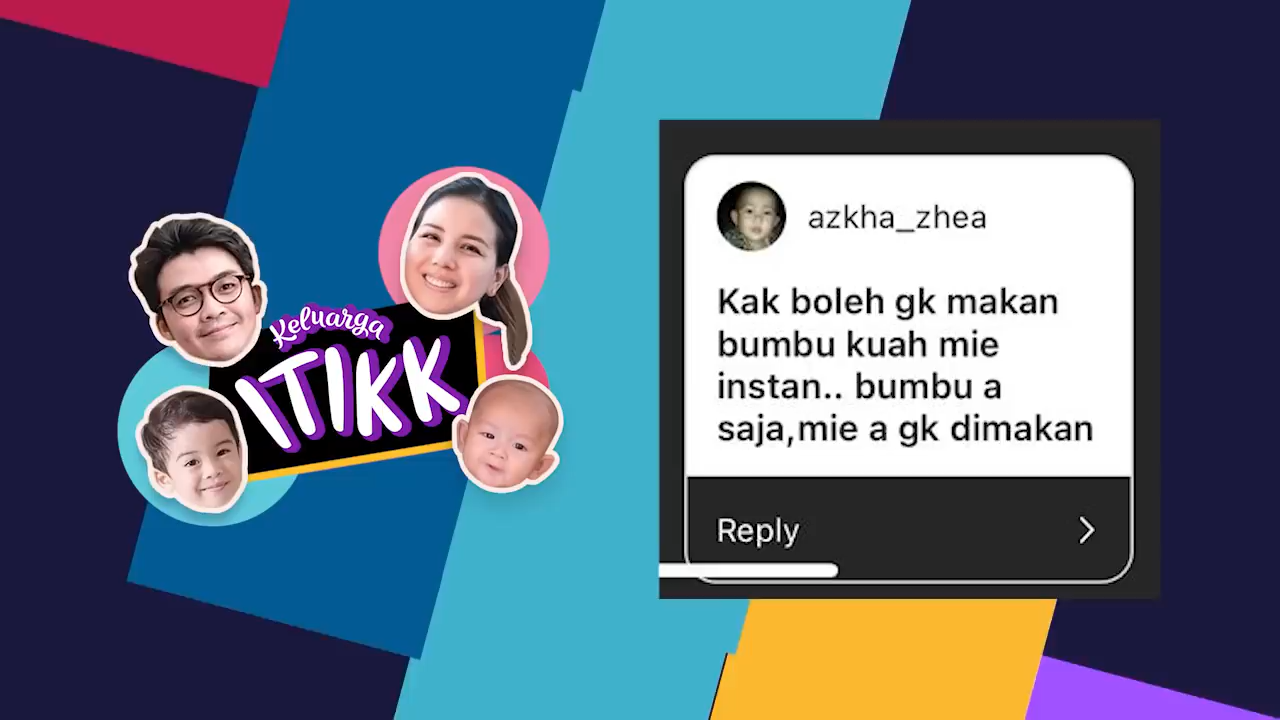 Keluarga
ITIKK
azkha_zhea
Kak boleh gk makan
bumbu kuah mie
instan.. bumbu a
saja,mie a gk dimakan
Reply